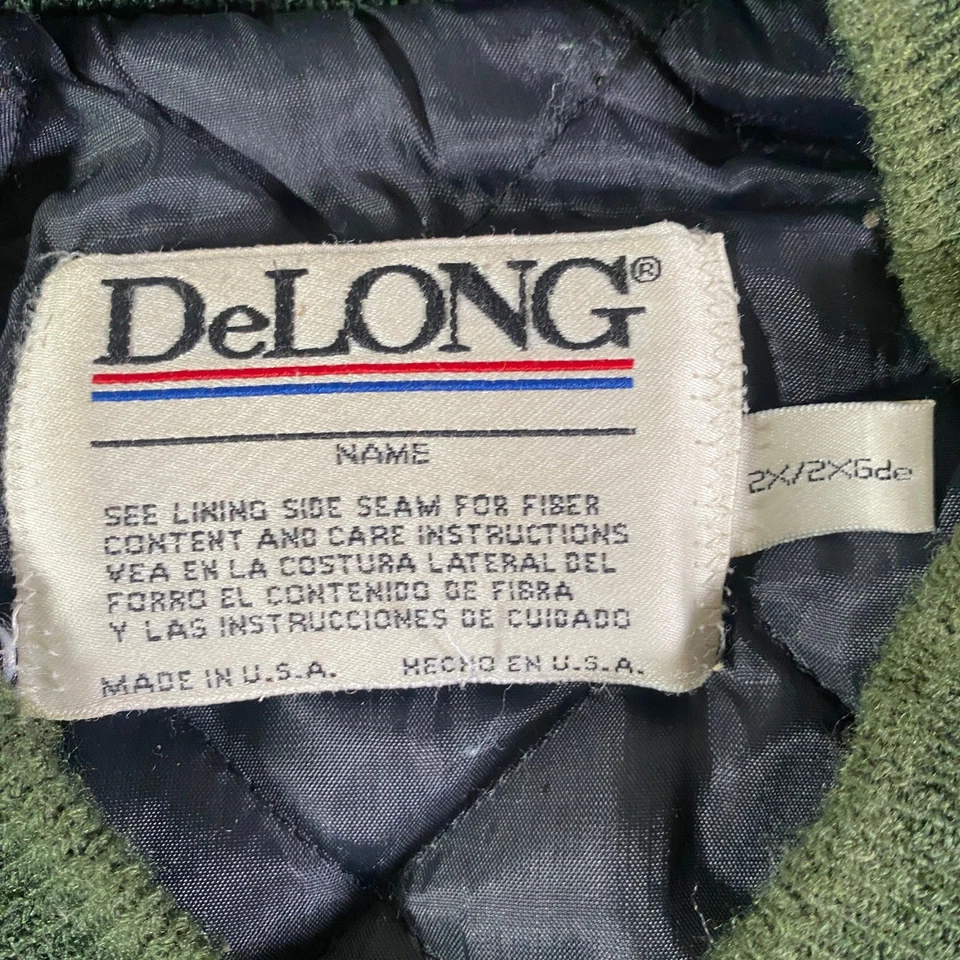 DeLONG®
NAME
SEE LINING SIDE SEAM FOR FIBER
CONTENT AND CARE INSTRUCTIONS
VEA EN LA COSTURA LATERAL DEL
FORRO EL CONTENIDO DE FIBRA
Y LAS INSTRUCCIONES DE CUIDADO
MADE IN U.S.A. HECHO EN U.S.A.
2X/2XGde